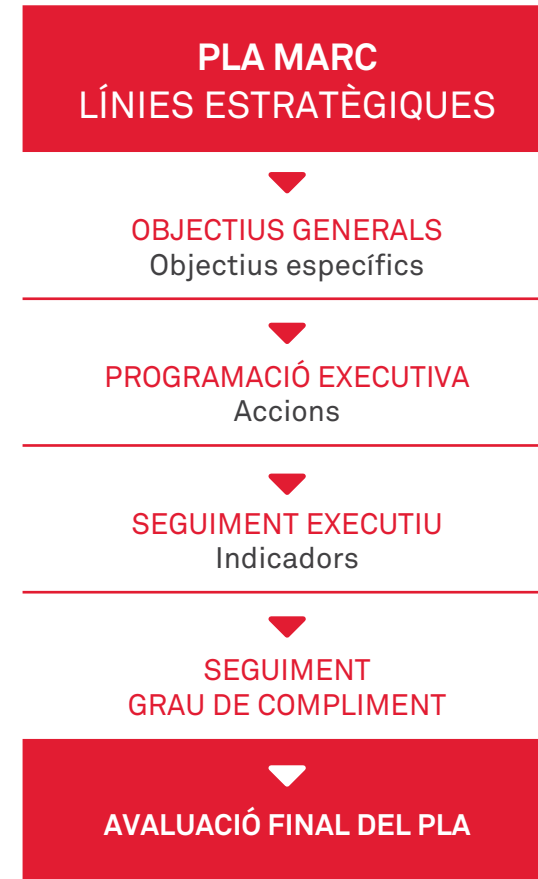 PLA MARC
LÍNIES ESTRATÈGIQUES
OBJECTIUS GENERALS
Objectius específics
PROGRAMACIÓ EXECUTIVA
Accions
SEGUIMENT EXECUTIU
Indicadors
SEGUIMENT
GRAU DE COMPLIMENT
AVALUACIÓ FINAL DEL PLA